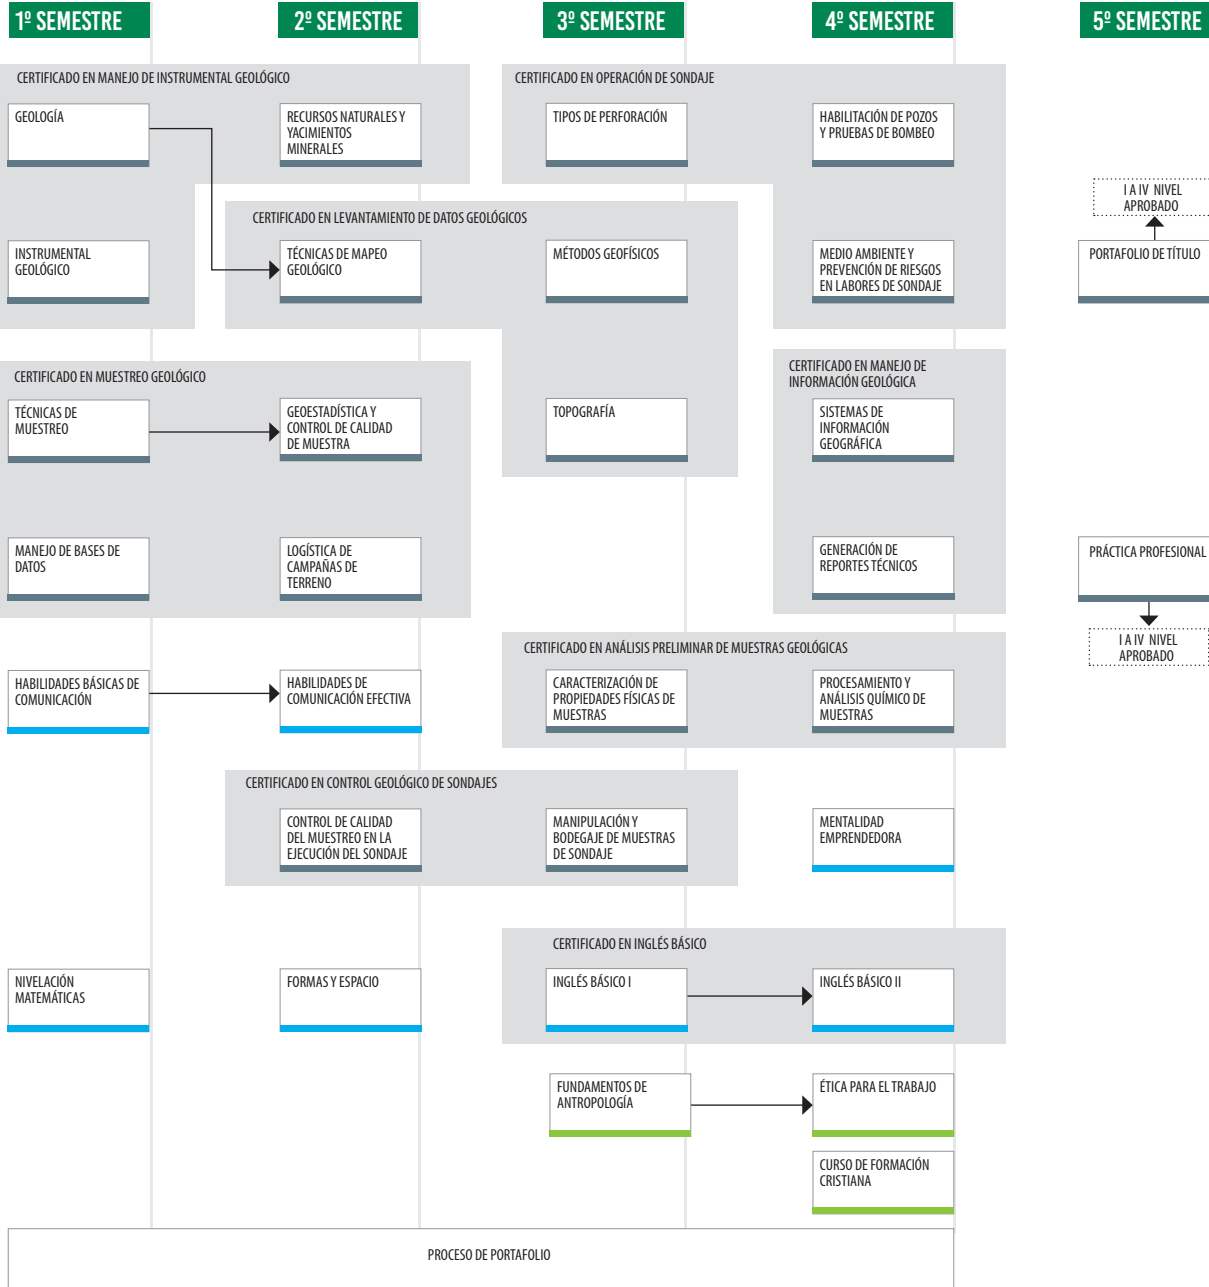 1º SEMESTRE
2º SEMESTRE
3º SEMESTRE
4º SEMESTRE
5º SEMESTRE
CERTIFICADO EN MANEJO DE INSTRUMENTAL GEOLÓGICO
CERTIFICADO EN OPERACIÓN DE SONDAJE
GEOLOGÍA
RECURSOS NATURALES Y
YACIMIENTOS
MINERALES
TIPOS DE PERFORACIÓN
HABILITACIÓN DE POZOS
Y PRUEBAS DE BOMBEO
I A IV NIVEL
APROBADO
CERTIFICADO EN LEVANTAMIENTO DE DATOS GEOLÓGICOS
INSTRUMENTAL
GEOLÓGICO
TÉCNICAS DE MAPEO
GEOLÓGICO
MÉTODOS GEOFÍSICOS
MEDIO AMBIENTE Y
PREVENCIÓN DE RIESGOS
EN LABORES DE SONDAJE
PORTAFOLIO DE TÍTULO
CERTIFICADO EN MUESTREO GEOLÓGICO
CERTIFICADO EN MANEJO DE
INFORMACIÓN GEOLÓGICA
TÉCNICAS DE
MUESTREO
GEOESTADÍSTICA Y
CONTROL DE CALIDAD
DE MUESTRA
TOPOGRAFÍA
SISTEMAS DE
INFORMACIÓN
GEOGRÁFICA
MANEJO DE BASES DE
DATOS
LOGÍSTICA DE
CAMPAÑAS DE
TERRENO
GENERACIÓN DE
REPORTES TÉCNICOS
PRÁCTICA PROFESIONAL
I A IV NIVEL
APROBADO
CERTIFICADO EN ANÁLISIS PRELIMINAR DE MUESTRAS GEOLÓGICAS
HABILIDADES BÁSICAS DE
COMUNICACIÓN
HABILIDADES DE
COMUNICACIÓN EFECTIVA
CARACTERIZACIÓN DE
PROPIEDADES FÍSICAS DE
MUESTRAS
PROCESAMIENTO Y
ANÁLISIS QUÍMICO DE
MUESTRAS
CERTIFICADO EN CONTROL GEOLÓGICO DE SONDAJES
CONTROL DE CALIDAD
DEL MUESTREO EN LA
EJECUCIÓN DEL SONDAJE
MANIPULACIÓN Y
BODEGAJE DE MUESTRAS
DE SONDAJE
MENTALIDAD
EMPRENDEDORA
CERTIFICADO EN INGLÉS BÁSICO
NIVELACIÓN
MATEMÁTICAS
FORMAS Y ESPACIO
INGLÉS BÁSICO I
INGLÉS BÁSICO II
FUNDAMENTOS DE
ANTROPOLOGÍA
ÉTICA PARA EL TRABAJO
CURSO DE FORMACIÓN
CRISTIANA
PROCESO DE PORTAFOLIO